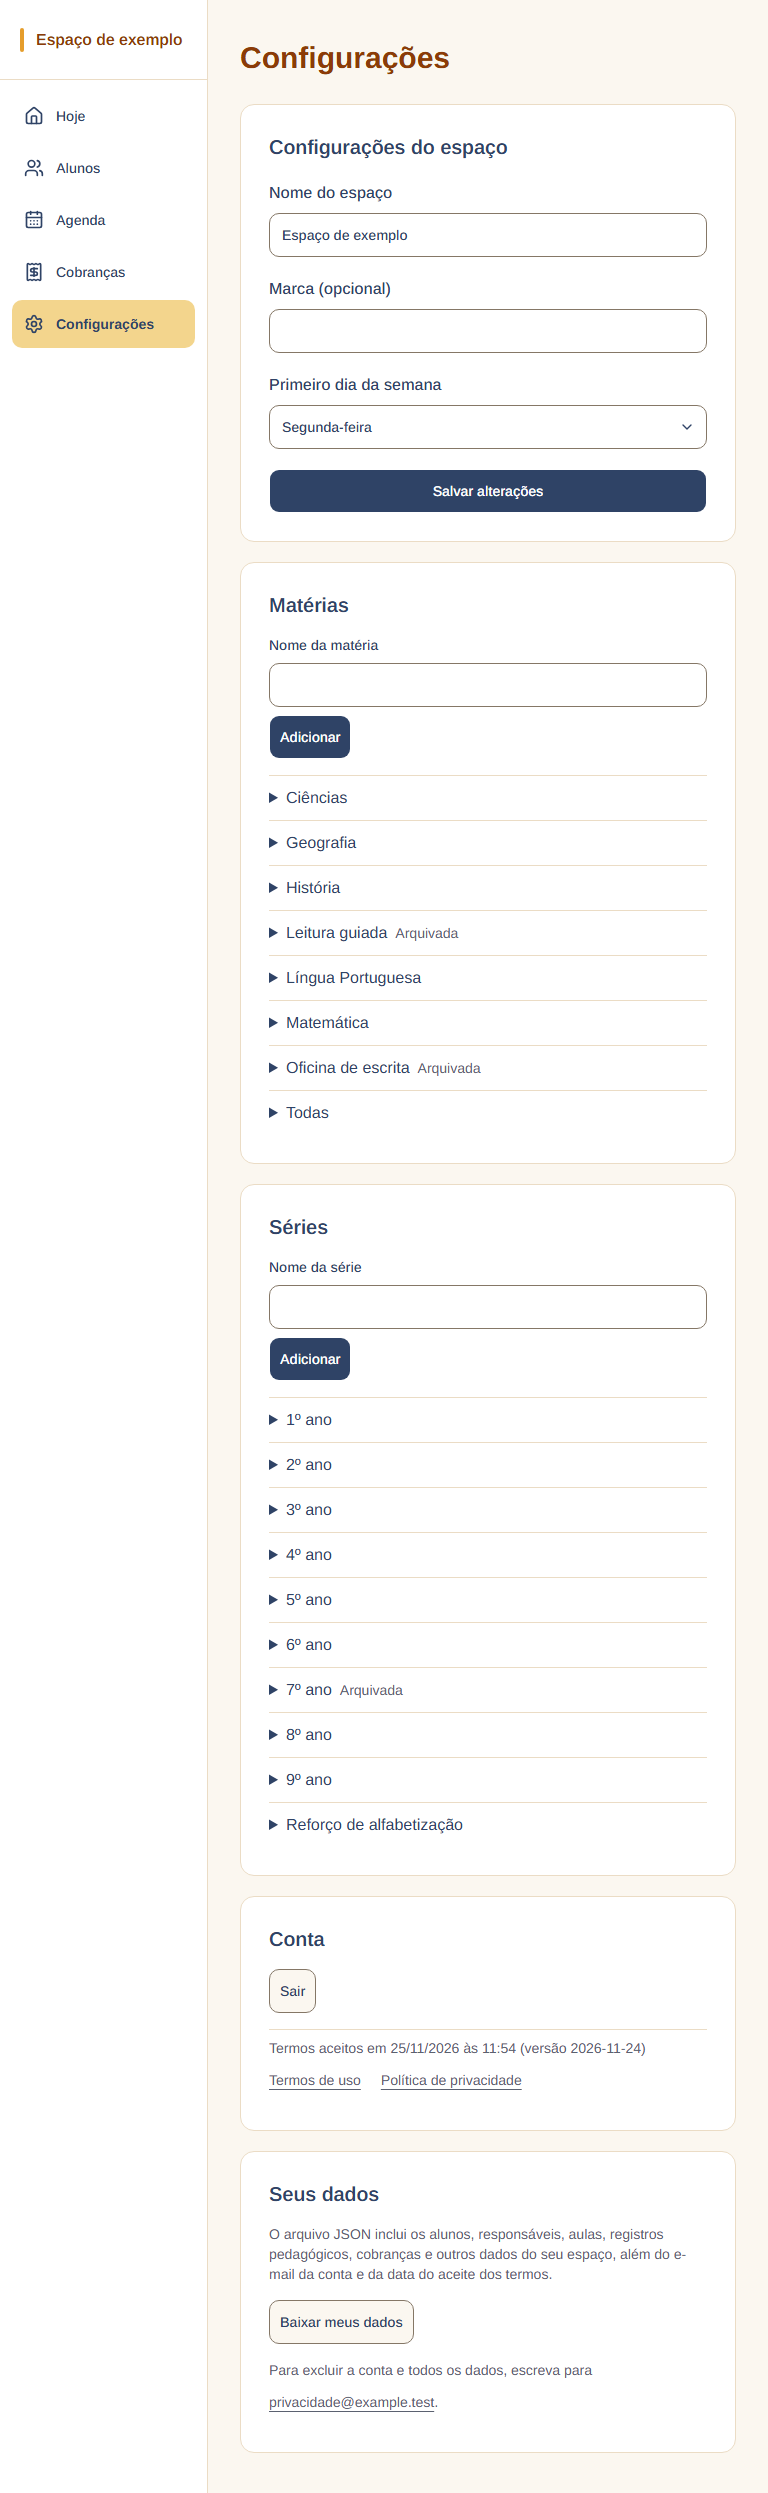 Espaço de exemplo
Hoje
Alunos
Agenda
Cobranças
Configurações
Configurações
Configurações do espaço
Nome do espaço
Espaço de exemplo
Marca (opcional)
Primeiro dia da semana
Segunda-feira
Salvar alterações
Matérias
Nome da matéria
Adicionar
Ciências
Geografia
História
Leitura guiada Arquivada
Língua Portuguesa
Matemática
Oficina de escrita Arquivada
Todas
Séries
Nome da série
Adicionar
1º ano
2º ano
3º ano
4º ano
5º ano
6º ano
7º ano Arquivada
8º ano
9º ano
Reforço de alfabetização
Conta
Sair
Termos aceitos em 25/11/2026 às 11:54 (versão 2026-11-24)
Termos de uso Política de privacidade
Seus dados
O arquivo JSON inclui os alunos, responsáveis, aulas, registros
pedagógicos, cobranças e outros dados do seu espaço, além do e-
mail da conta e da data do aceite dos termos.
Baixar meus dados
Para excluir a conta e todos os dados, escreva para
privacidade@example.test.